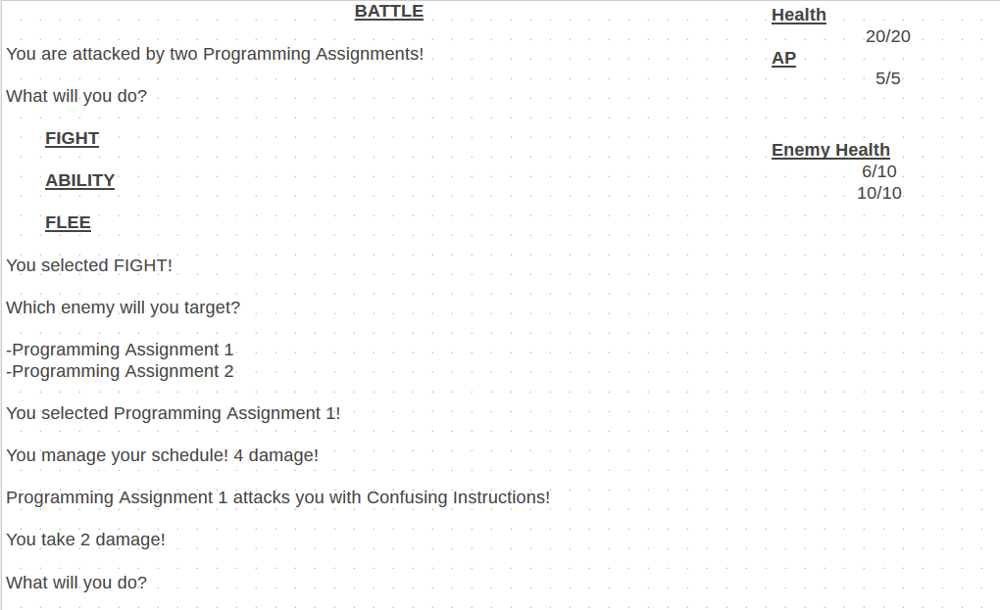 BATTLE
You are attacked by two Programming Assignments!
What will you do?
FIGHT
ABILITY
FLEE
You selected FIGHT!
Which enemy will you target?
-Programming Assignment 1
-Programming Assignment 2
You selected Programming Assignment 1!
You manage your schedule! 4 damage!
Programming Assignment 1 attacks you with Confusing Instructions!
You take 2 damage!
What will you do?
Health
20/20
AP
5/5
Enemy Health
6/10
10/10